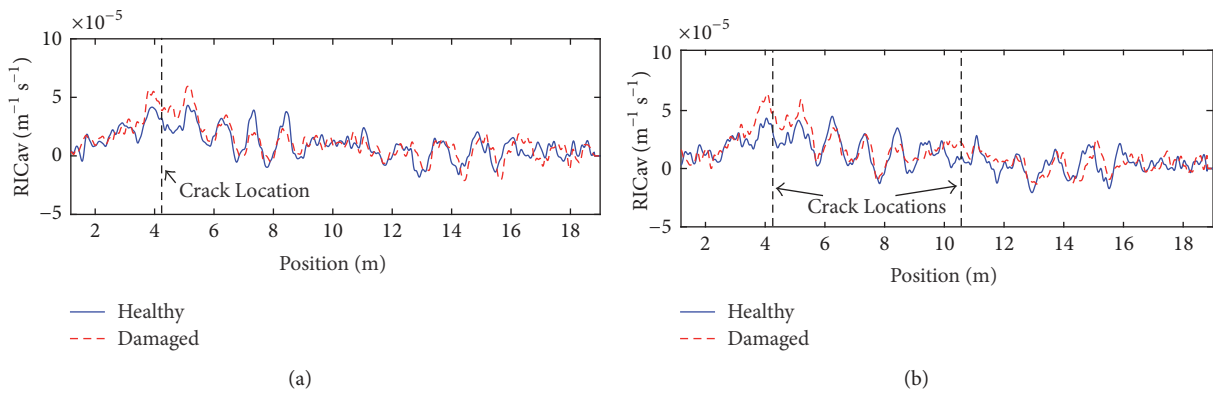 ×10⁻⁵
10
5
0
−5
RICav (m⁻¹ s⁻¹)
Crack Location
2 4 6 8 10 12 14 16 18
Position (m)
Healthy
Damaged
(a)
×10⁻⁵
10
5
0
−5
RICav (m⁻¹ s⁻¹)
Crack Locations
2 4 6 8 10 12 14 16 18
Position (m)
Healthy
Damaged
(b)